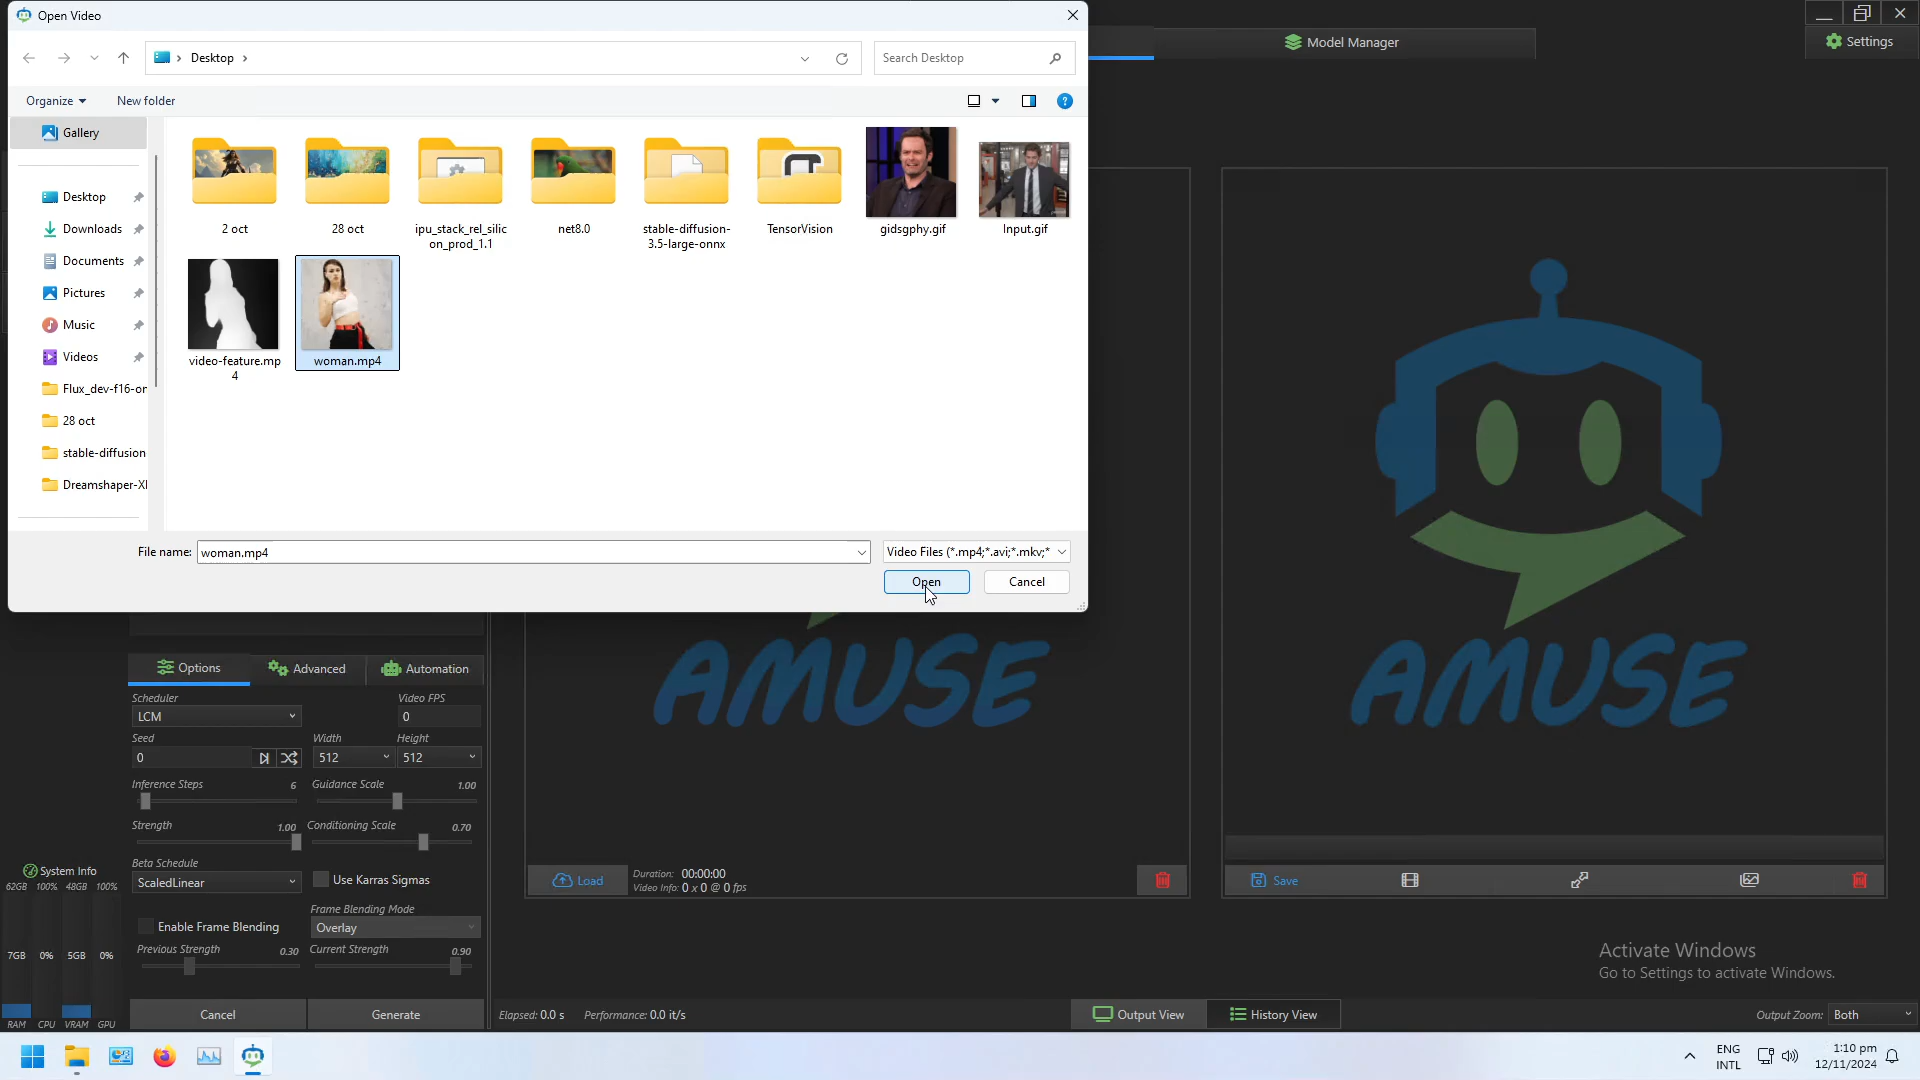 Open Video
Model Manager
Settings
Desktop
Search Desktop
Organize
New folder
Gallery
Desktop
Downloads
Documents
Pictures
Music
Videos
Flux_dev-f16-on
28 oct
stable-diffusion
Dreamshaper-Xl
2 oct
28 oct
ipu_stack_rel_silic
on_prod_1.1
net8.0
stable-diffusion-
3.5-large-onnx
TensorVision
gidsgphy.gif
Input.gif
video-feature.mp
4
woman.mp4
File name:
woman.mp4
Video Files (*.mp4;*.avi;*.mkv;*
Open
Cancel
AMUSE
AMUSE
Options
Advanced
Automation
Scheduler
Video FPS
LCM
0
Seed
Width
Height
0
512
512
Inference Steps
6
Guidance Scale
1.00
Strength
1.00
Conditioning Scale
0.70
Beta Schedule
ScaledLinear
Use Karras Sigmas
Frame Blending Mode
Enable Frame Blending
Overlay
Previous Strength
0.30
Current Strength
0.90
Cancel
Generate
System Info
62GB 100% 48GB 100%
7GB 0% 5GB 0%
RAM CPU VRAM GPU
Load
Duration: 00:00:00
Video Info: 0 x 0 @ 0 fps
Save
Activate Windows
Go to Settings to activate Windows.
Elapsed: 0.0 s
Performance: 0.0 it/s
Output View
History View
Output Zoom:
Both
ENG
INTL
1:10 pm
12/11/2024